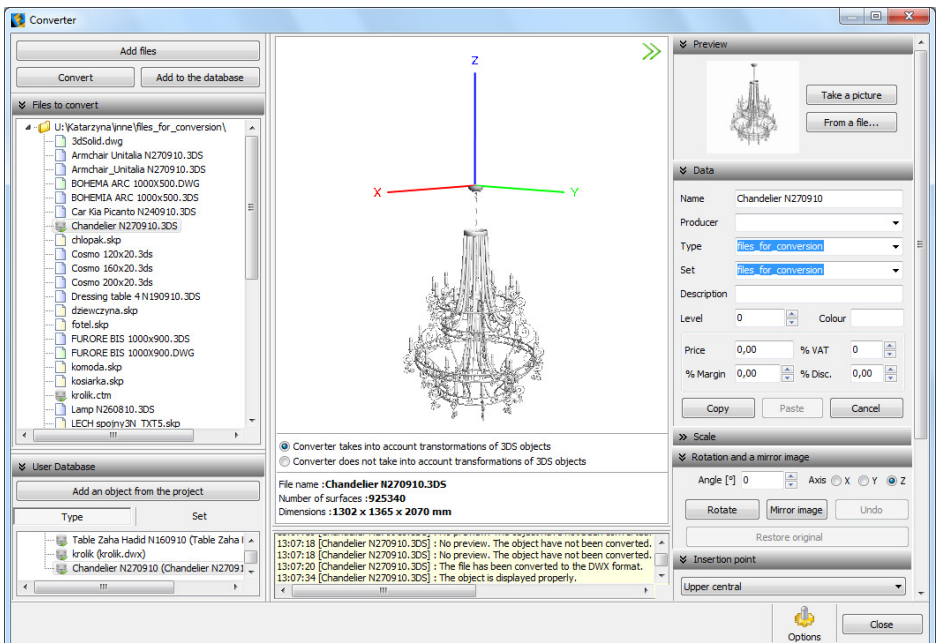 Converter
Add files
Convert
Add to the database
Files to convert
U:\Katarzyna\inne\files_for_conversion\
3dSolid.dwg
Armchair Unitalia N270910.3DS
Armchair_Unitalia N270910.3DS
BOHEMA ARC 1000X500.DWG
BOHEMIA ARC 1000x500.3DS
Car Kia Picanto N240910.3DS
Chandelier N270910.3DS
chlopak.skp
Cosmo 120x20.3ds
Cosmo 160x20.3ds
Cosmo 200x20.3ds
Dressing table 4 N190910.3DS
dziewczyna.skp
fotel.skp
FURORE BIS 1000x900.3DS
FURORE BIS 1000X900.DWG
komoda.skp
kosiarka.skp
krolik.ctm
Lamp N260810.3DS
LECH spojny3N_TXT5.skp
User Database
Add an object from the project
Type
Set
Table Zaha Hadid N160910 (Table Zaha I
krolik (krolik.dwx)
Chandelier N270910 (Chandelier N27091
Z
X
Y
Converter takes into account transtormations of 3DS objects
Converter does not take into account transformations of 3DS objects
File name :Chandelier N270910.3DS
Number of surfaces :925340
Dimensions :1302 x 1365 x 2070 mm
13:07:18 [Chandelier N270910.3DS] : No preview. The object have not been converted.
13:07:18 [Chandelier N270910.3DS] : No preview. The object have not been converted.
13:07:20 [Chandelier N270910.3DS] : The file has been converted to the DWX format.
13:07:34 [Chandelier N270910.3DS] : The object is displayed properly.
Preview
Take a picture
From a file...
Data
Name Chandelier N270910
Producer
Type files_for_conversion
Set files_for_conversion
Description
Level 0 Colour
Price 0,00 % VAT 0
% Margin 0,00 % Disc. 0,00
Copy Paste Cancel
Scale
Rotation and a mirror image
Angle [°] 0 Axis X Y Z
Rotate Mirror image Undo
Restore original
Insertion point
Upper central
Options
Close